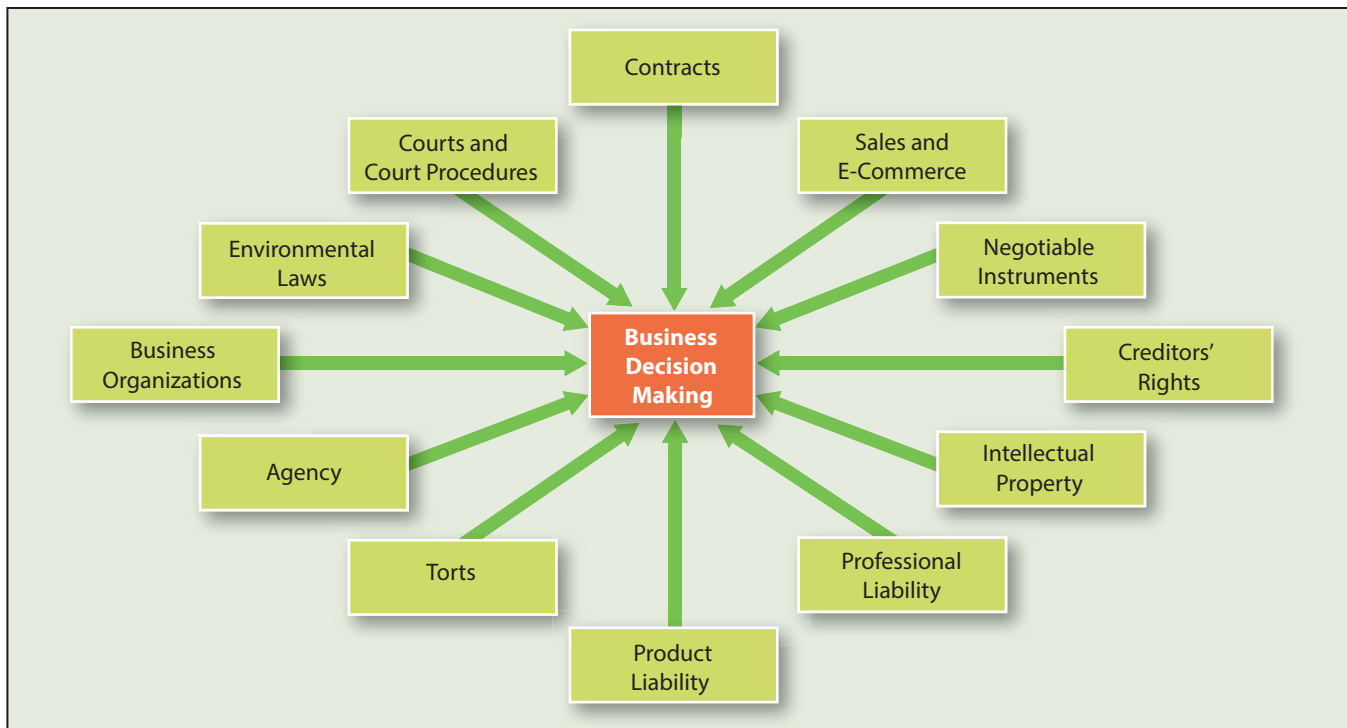 Contracts
Courts and
Court Procedures
Sales and
E-Commerce
Environmental
Laws
Negotiable
Instruments
Business
Decision
Making
Business
Organizations
Creditors’
Rights
Agency
Intellectual
Property
Torts
Professional
Liability
Product
Liability